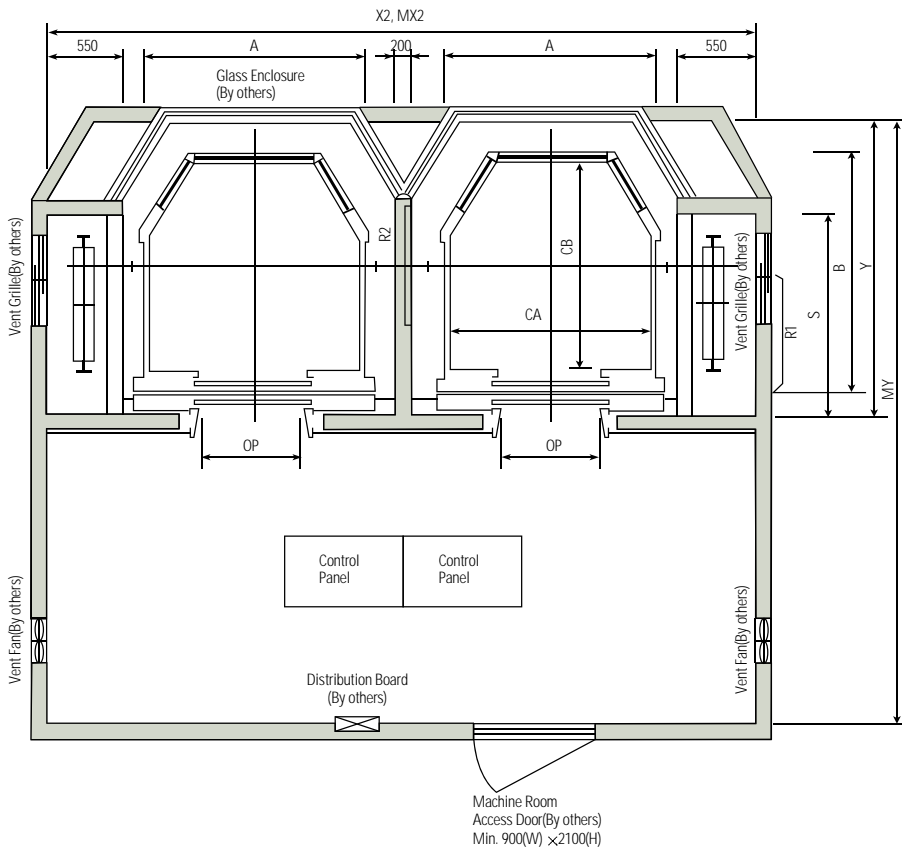 X2, MX2
550
A
200
A
550
Glass Enclosure
(By others)
R2
CB
CA
Vent Grille(By others)
Vent Grille(By others)
R1
S
B
Y
MY
OP
OP
Control
Panel
Control
Panel
Vent Fan(By others)
Vent Fan(By others)
Distribution Board
(By others)
Machine Room
Access Door(By others)
Min. 900(W) ×2100(H)